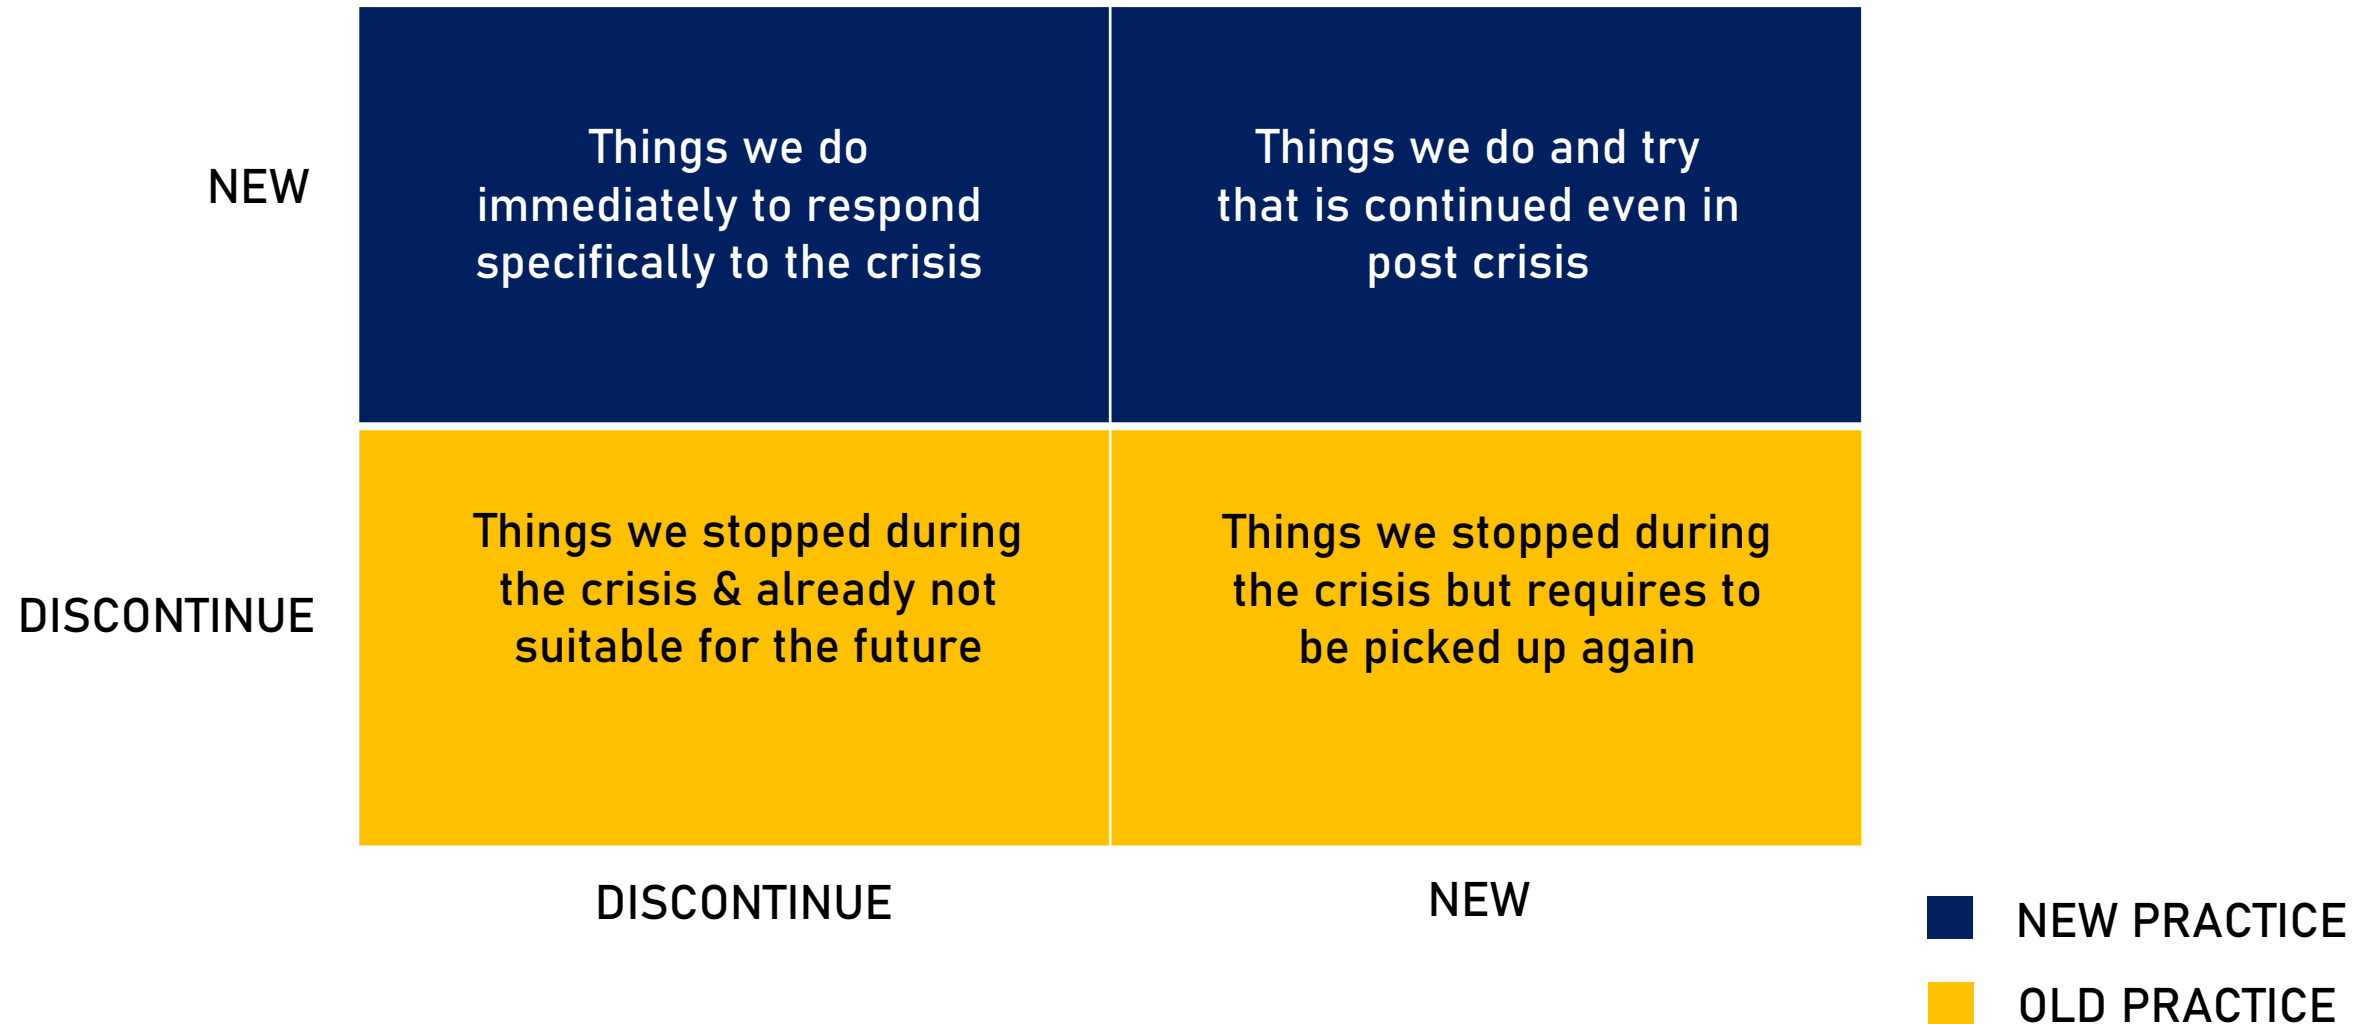 NEW
Things we do
immediately to respond
specifically to the crisis
Things we do and try
that is continued even in
post crisis
DISCONTINUE
Things we stopped during
the crisis & already not
suitable for the future
Things we stopped during
the crisis but requires to
be picked up again
DISCONTINUE
NEW
NEW PRACTICE
OLD PRACTICE